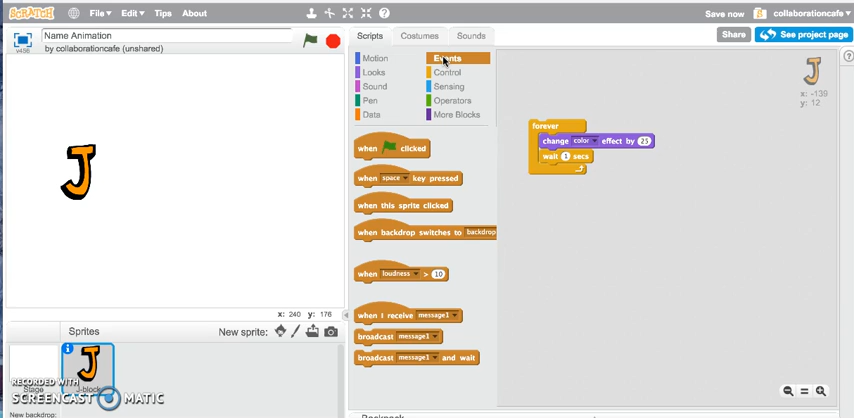 SCRATCH File Edit Tips About Save now collaborationcafe
Share See project page
Name Animation
by collaborationcafe (unshared)
v456
Scripts Costumes Sounds
Motion Events
Looks Control
Sound Sensing
Pen Operators
Data More Blocks
x: -139
y: 12
when clicked
when space key pressed
when this sprite clicked
when backdrop switches to backdrop
when loudness > 10
when I receive message1
broadcast message1
broadcast message1 and wait
forever
change color effect by 25
wait 1 secs
J
x: 240 y: 176
Sprites New sprite:
Stage
New backdrop:
RECORDED WITH
SCREENCAST MATIC